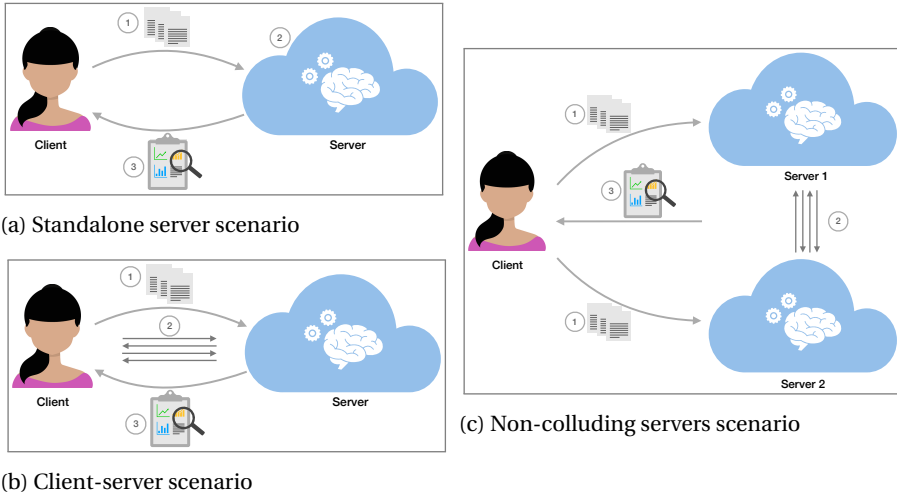 1
2
Client
Server
3
(a) Standalone server scenario
1
2
Client
Server
3
(b) Client-server scenario
1
Server 1
3
2
Client
1
Server 2
(c) Non-colluding servers scenario